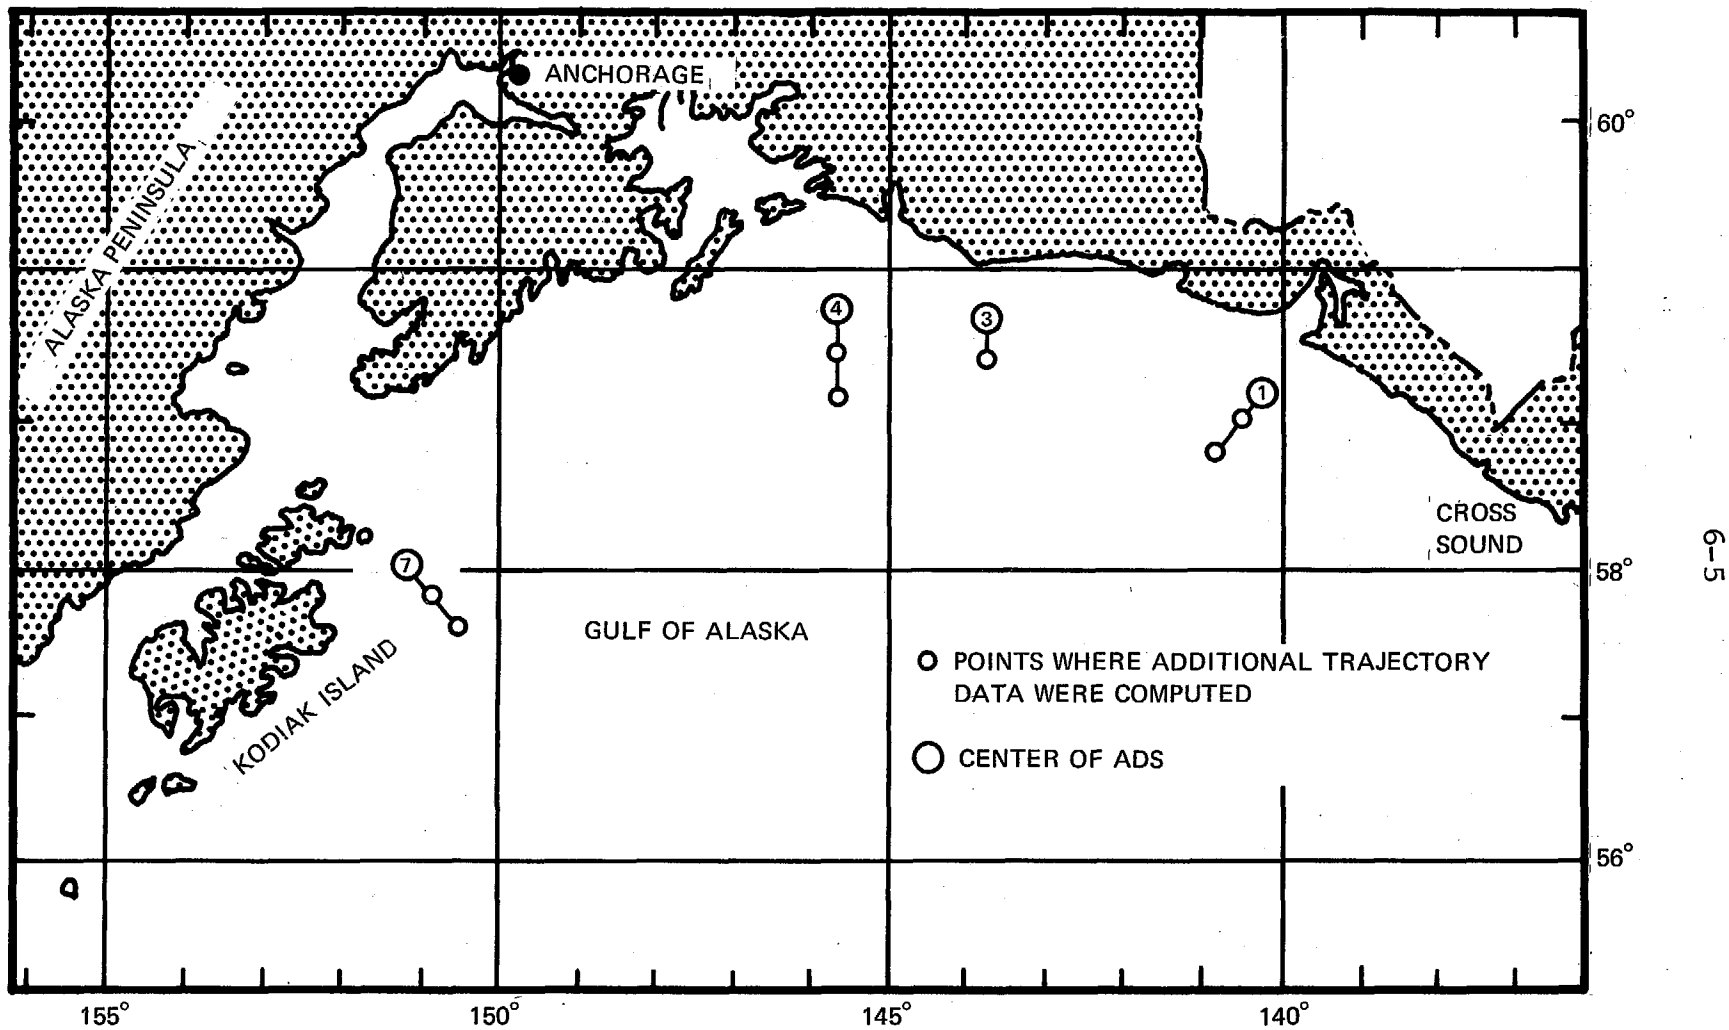 ANCHORAGE
ALASKA PENINSULA
60°
4
3
1
CROSS
SOUND
7
58°
GULF OF ALASKA
KODIAK ISLAND
POINTS WHERE ADDITIONAL TRAJECTORY
DATA WERE COMPUTED
CENTER OF ADS
56°
155°
150°
145°
140°
6-5